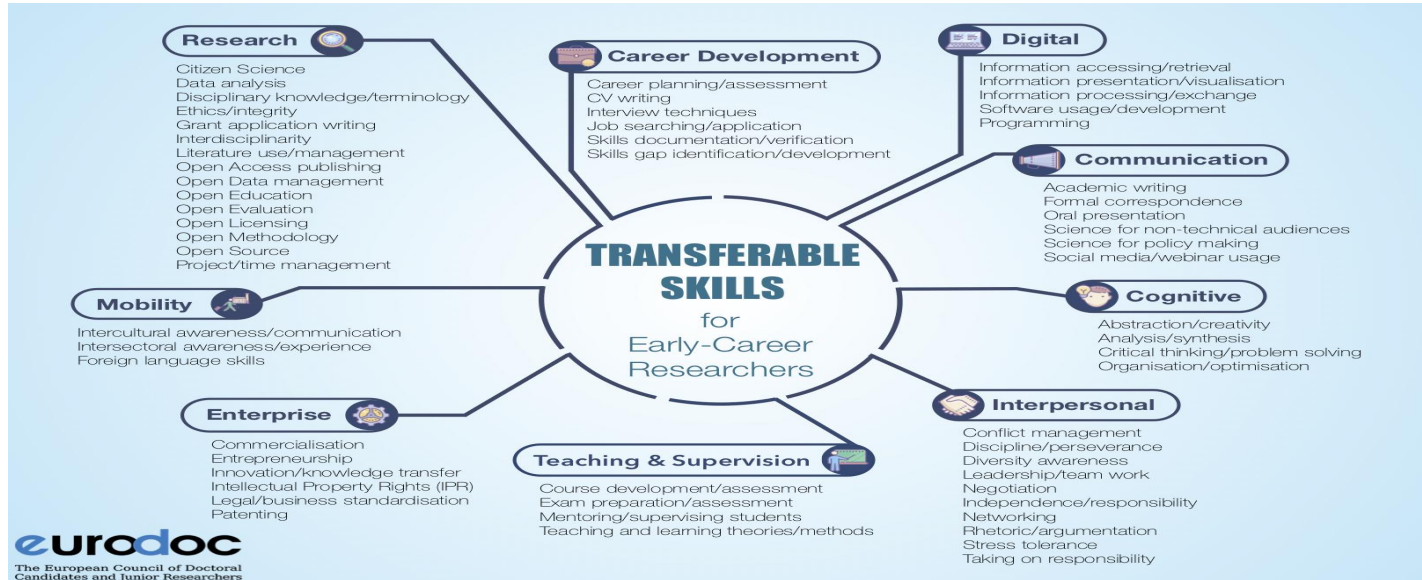 Research
Citizen Science
Data analysis
Disciplinary knowledge/terminology
Ethics/integrity
Grant application writing
Interdisciplinarity
Literature use/management
Open Access publishing
Open Data management
Open Education
Open Evaluation
Open Licensing
Open Methodology
Open Source
Project/time management
Career Development
Career planning/assessment
CV writing
Interview techniques
Job searching/application
Skills documentation/verification
Skills gap identification/development
Digital
Information accessing/retrieval
Information presentation/visualisation
Information processing/exchange
Software usage/development
Programming
Communication
Academic writing
Formal correspondence
Oral presentation
Science for non-technical audiences
Science for policy making
Social media/webinar usage
TRANSFERABLE
SKILLS
for
Early-Career
Researchers
Mobility
Intercultural awareness/communication
Intersectoral awareness/experience
Foreign language skills
Cognitive
Abstraction/creativity
Analysis/synthesis
Critical thinking/problem solving
Organisation/optimisation
Enterprise
Commercialisation
Entrepreneurship
Innovation/knowledge transfer
Intellectual Property Rights (IPR)
Legal/business standardisation
Patenting
Teaching & Supervision
Course development/assessment
Exam preparation/assessment
Mentoring/supervising students
Teaching and learning theories/methods
Interpersonal
Conflict management
Discipline/perseverance
Diversity awareness
Leadership/team work
Negotiation
Independence/responsibility
Networking
Rhetoric/argumentation
Stress tolerance
Taking on responsibility
eurodoc
The European Council of Doctoral
Candidates and Junior Researchers